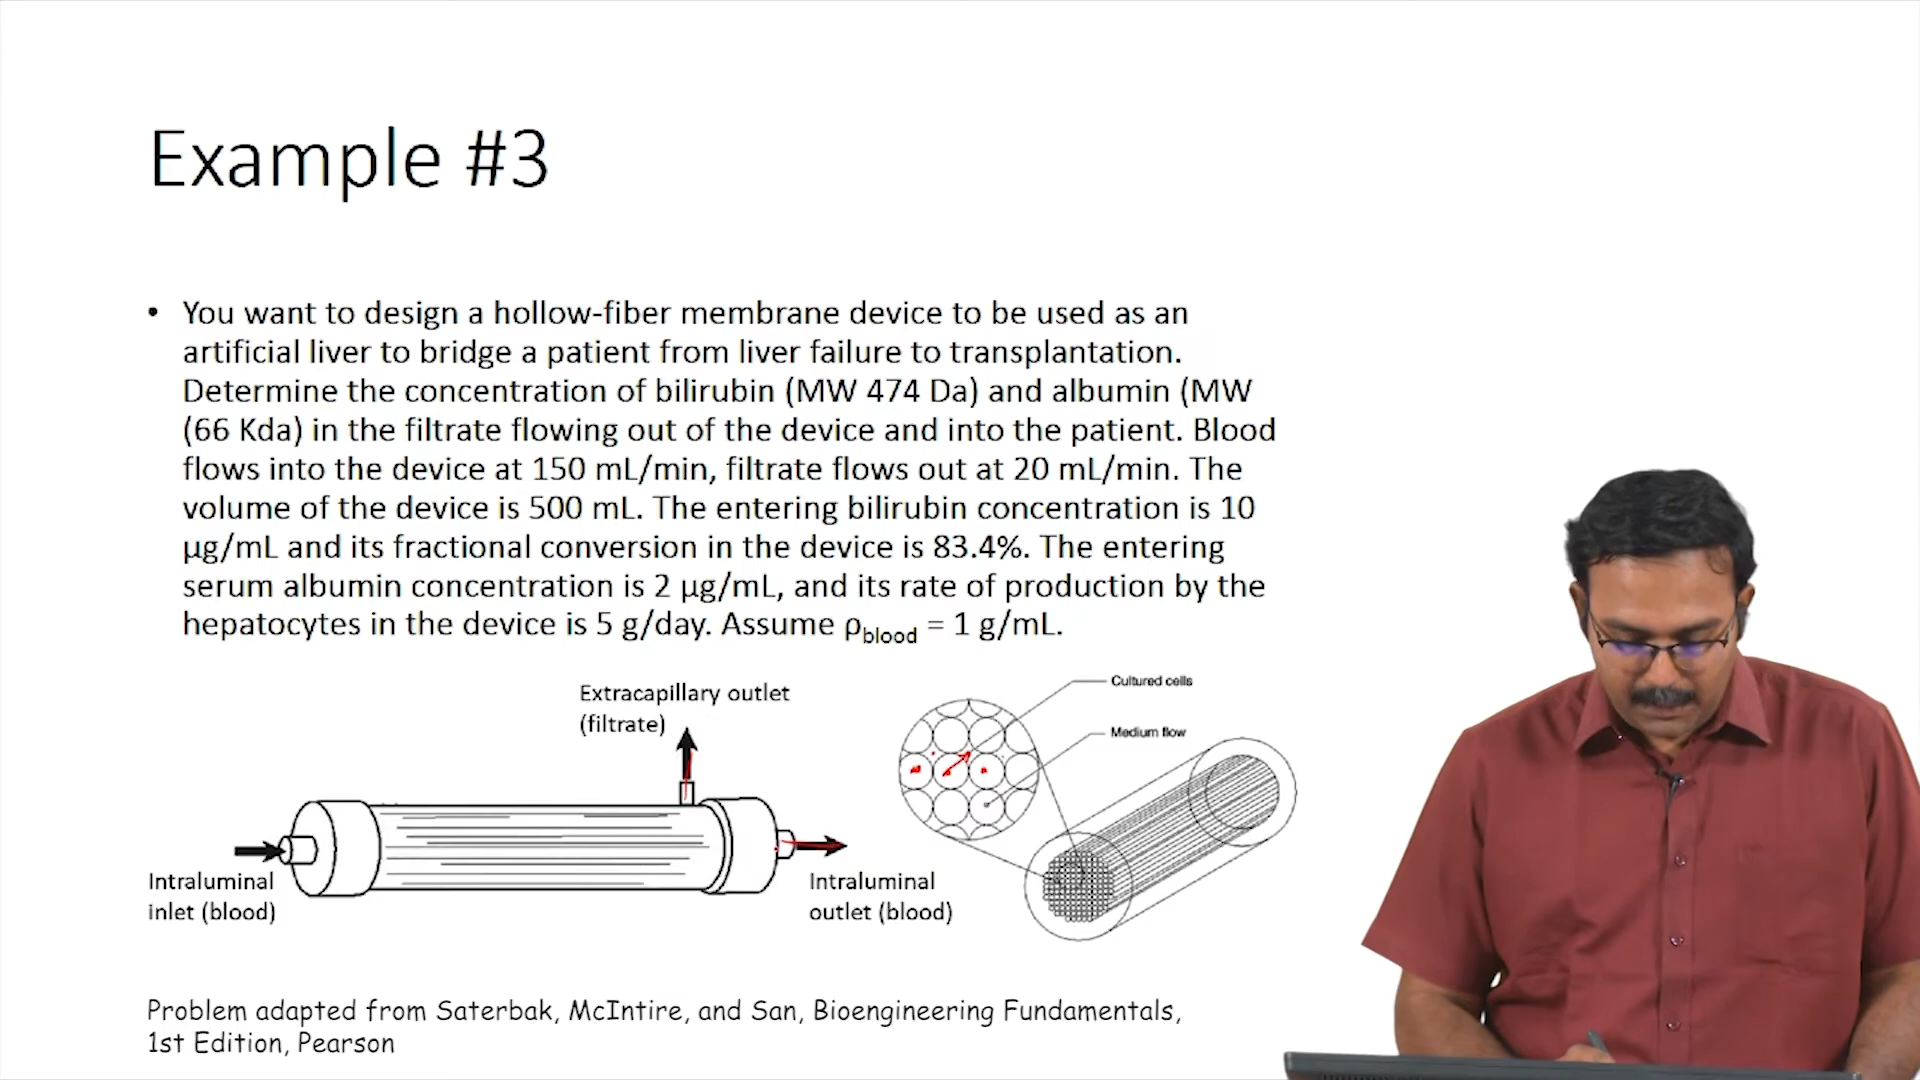 Example #3
• You want to design a hollow-fiber membrane device to be used as an
artificial liver to bridge a patient from liver failure to transplantation.
Determine the concentration of bilirubin (MW 474 Da) and albumin (MW
(66 Kda) in the filtrate flowing out of the device and into the patient. Blood
flows into the device at 150 mL/min, filtrate flows out at 20 mL/min. The
volume of the device is 500 mL. The entering bilirubin concentration is 10
µg/mL and its fractional conversion in the device is 83.4%. The entering
serum albumin concentration is 2 µg/mL, and its rate of production by the
hepatocytes in the device is 5 g/day. Assume ρblood = 1 g/mL.
Extracapillary outlet
(filtrate)
Intraluminal
inlet (blood)
Intraluminal
outlet (blood)
Cultured cells
Medium flow
Problem adapted from Saterbak, McIntire, and San, Bioengineering Fundamentals,
1st Edition, Pearson